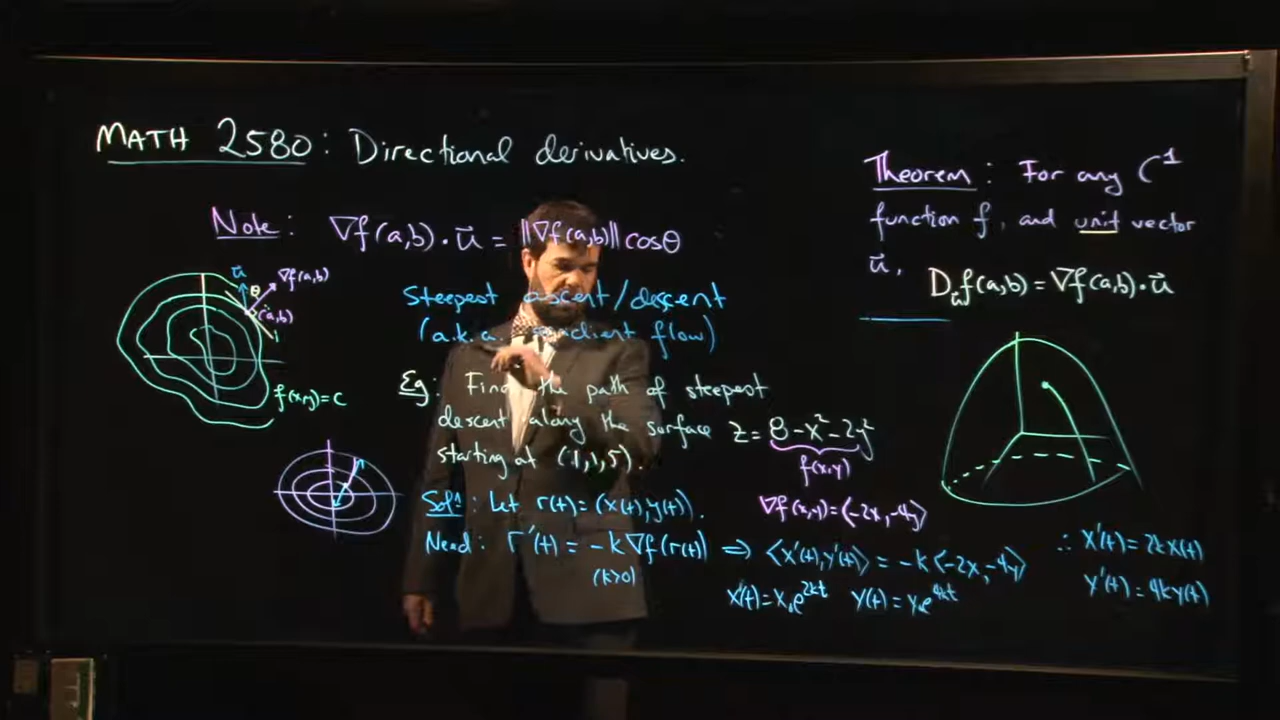 MATH 2580: Directional derivatives.
Note: ∇f(a,b)·u⃗ = ||∇f(a,b)|| cosθ
u⃗
θ
∇f(a,b)
(a,b)
f(x,y)=c
Steepest ascent/descent
(a.k.a. gradient flow)
Eg: Find the path of steepest
descent along the surface z = 8-x²-2y²
f(x,y)
starting at (1,1,5).
Solⁿ: Let r(t)=(x(t),y(t)).
∇f(x,y)=⟨-2x,-4y⟩
Need: r'(t) = -k∇f(r(t)) ⇒ ⟨x'(t),y'(t)⟩ = -k⟨-2x,-4y⟩
(k>0)
∴ x'(t)=2kx(t)
y'(t)=4ky(t)
x(t)=x₀e^{2kt} y(t)=y₀e^{4kt}
Theorem: For any C¹
function f, and unit vector
u⃗,
D_u⃗ f(a,b)=∇f(a,b)·u⃗